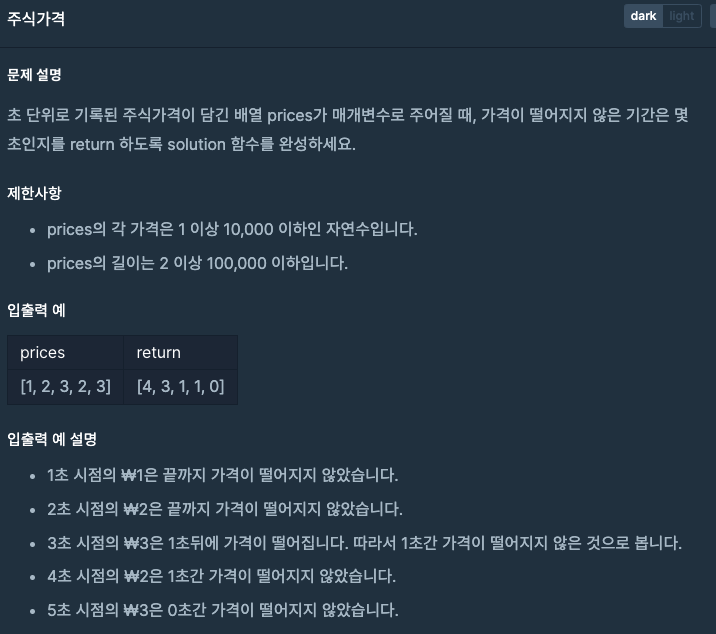 주식가격
dark light
문제 설명
초 단위로 기록된 주식가격이 담긴 배열 prices가 매개변수로 주어질 때, 가격이 떨어지지 않은 기간은 몇
초인지를 return 하도록 solution 함수를 완성하세요.
제한사항
• prices의 각 가격은 1 이상 10,000 이하인 자연수입니다.
• prices의 길이는 2 이상 100,000 이하입니다.
입출력 예
prices return
[1, 2, 3, 2, 3] [4, 3, 1, 1, 0]
입출력 예 설명
• 1초 시점의 ₩1은 끝까지 가격이 떨어지지 않았습니다.
• 2초 시점의 ₩2은 끝까지 가격이 떨어지지 않았습니다.
• 3초 시점의 ₩3은 1초뒤에 가격이 떨어집니다. 따라서 1초간 가격이 떨어지지 않은 것으로 봅니다.
• 4초 시점의 ₩2은 1초간 가격이 떨어지지 않았습니다.
• 5초 시점의 ₩3은 0초간 가격이 떨어지지 않았습니다.